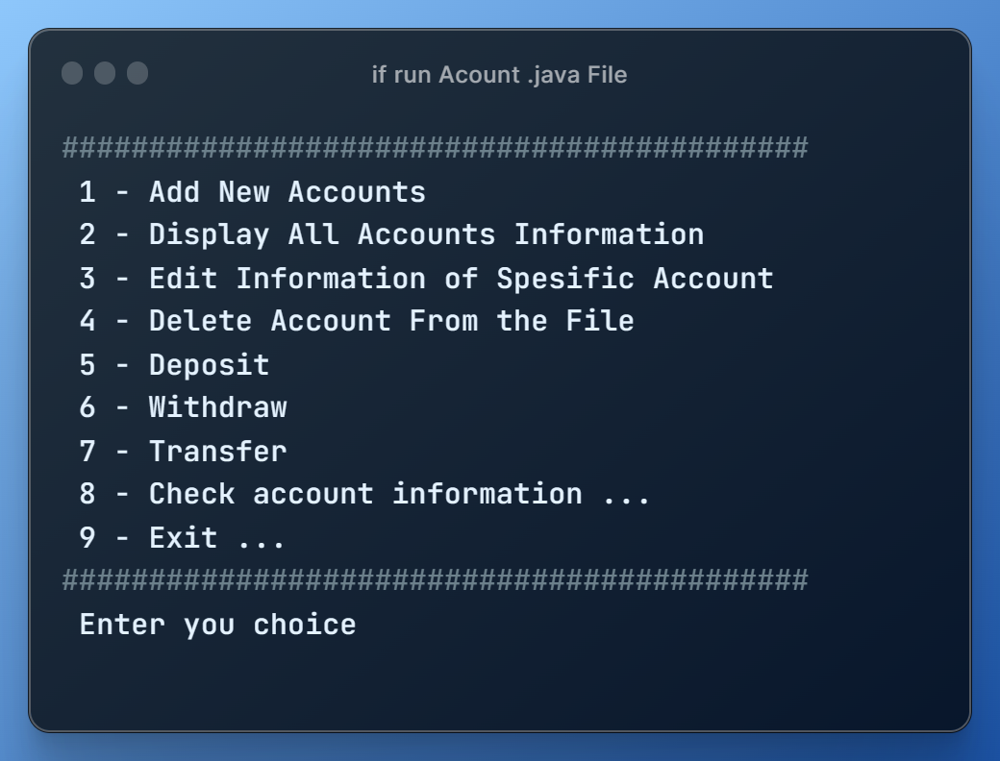 if run Acount .java File
###########################################
1 - Add New Accounts
2 - Display All Accounts Information
3 - Edit Information of Spesific Account
4 - Delete Account From the File
5 - Deposit
6 - Withdraw
7 - Transfer
8 - Check account information ...
9 - Exit ...
###########################################
Enter you choice